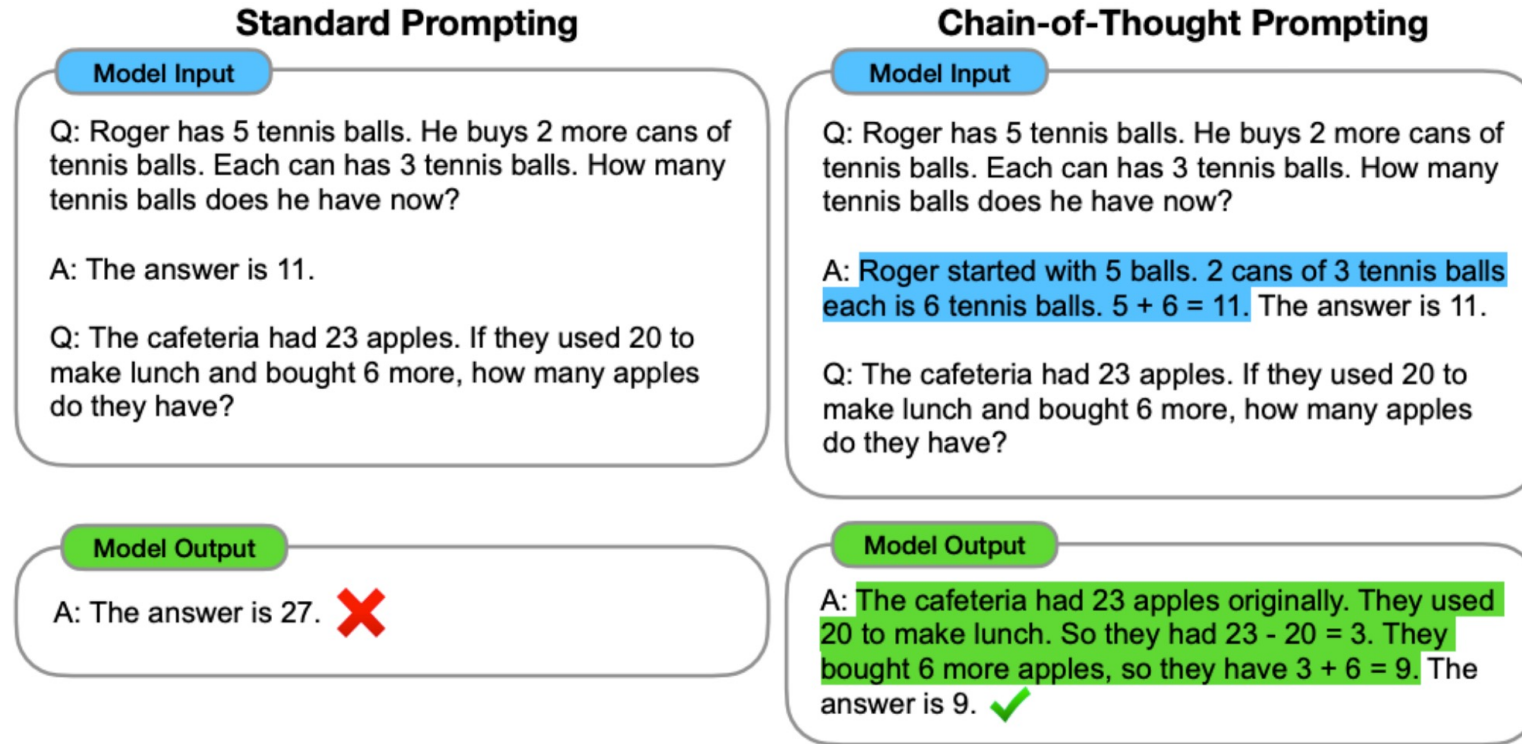 Standard Prompting
Model Input
Q: Roger has 5 tennis balls. He buys 2 more cans of
tennis balls. Each can has 3 tennis balls. How many
tennis balls does he have now?
A: The answer is 11.
Q: The cafeteria had 23 apples. If they used 20 to
make lunch and bought 6 more, how many apples
do they have?
Model Output
A: The answer is 27.
Chain-of-Thought Prompting
Model Input
Q: Roger has 5 tennis balls. He buys 2 more cans of
tennis balls. Each can has 3 tennis balls. How many
tennis balls does he have now?
A: Roger started with 5 balls. 2 cans of 3 tennis balls
each is 6 tennis balls. 5 + 6 = 11. The answer is 11.
Q: The cafeteria had 23 apples. If they used 20 to
make lunch and bought 6 more, how many apples
do they have?
Model Output
A: The cafeteria had 23 apples originally. They used
20 to make lunch. So they had 23 - 20 = 3. They
bought 6 more apples, so they have 3 + 6 = 9. The
answer is 9.